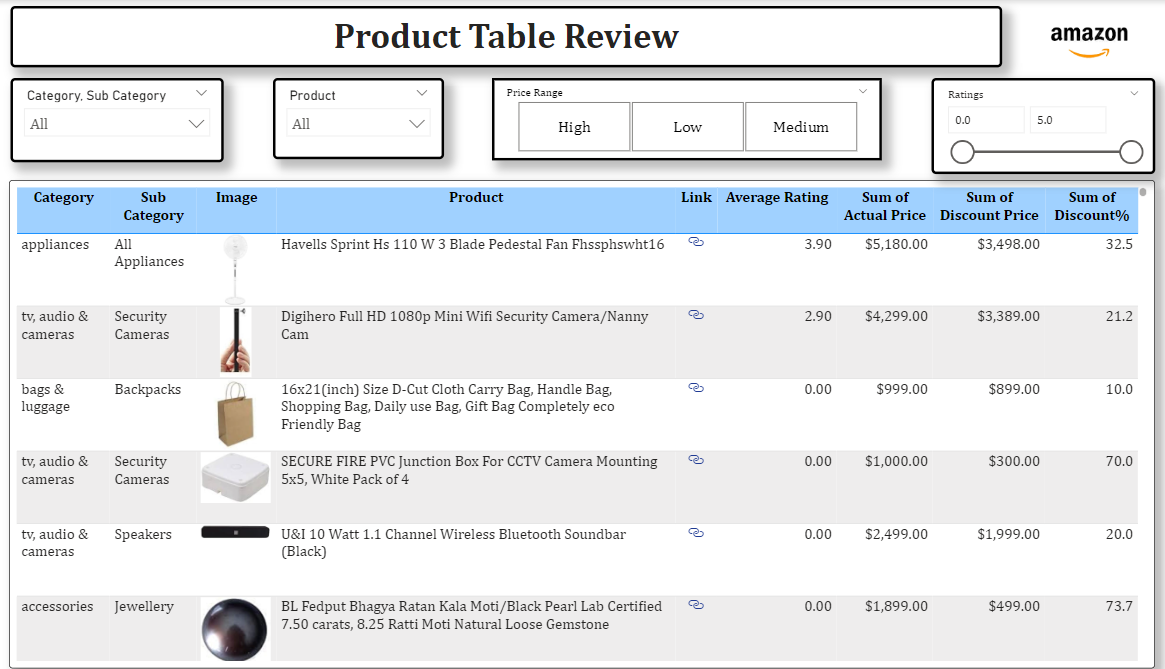 Product Table Review
amazon
Category, Sub Category
All
Product
All
Price Range
High Low Medium
Ratings
0.0 5.0
Category Sub Category Image Product Link Average Rating Sum of Actual Price Sum of Discount Price Sum of Discount%
appliances All Appliances Havells Sprint Hs 110 W 3 Blade Pedestal Fan Fhssphswht16 3.90 $5,180.00 $3,498.00 32.5
tv, audio & cameras Security Cameras Digihero Full HD 1080p Mini Wifi Security Camera/Nanny Cam 2.90 $4,299.00 $3,389.00 21.2
bags & luggage Backpacks 16x21(inch) Size D-Cut Cloth Carry Bag, Handle Bag, Shopping Bag, Daily use Bag, Gift Bag Completely eco Friendly Bag 0.00 $999.00 $899.00 10.0
tv, audio & cameras Security Cameras SECURE FIRE PVC Junction Box For CCTV Camera Mounting 5x5, White Pack of 4 0.00 $1,000.00 $300.00 70.0
tv, audio & cameras Speakers U&I 10 Watt 1.1 Channel Wireless Bluetooth Soundbar (Black) 0.00 $2,499.00 $1,999.00 20.0
accessories Jewellery BL Fedput Bhagya Ratan Kala Moti/Black Pearl Lab Certified 7.50 carats, 8.25 Ratti Moti Natural Loose Gemstone 0.00 $1,899.00 $499.00 73.7